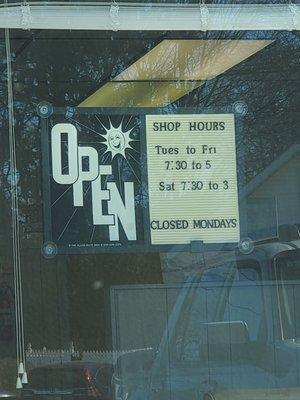 OPEN
SHOP HOURS
Tues to Fri
7:30 to 5
Sat 7:30 to 3
CLOSED MONDAYS